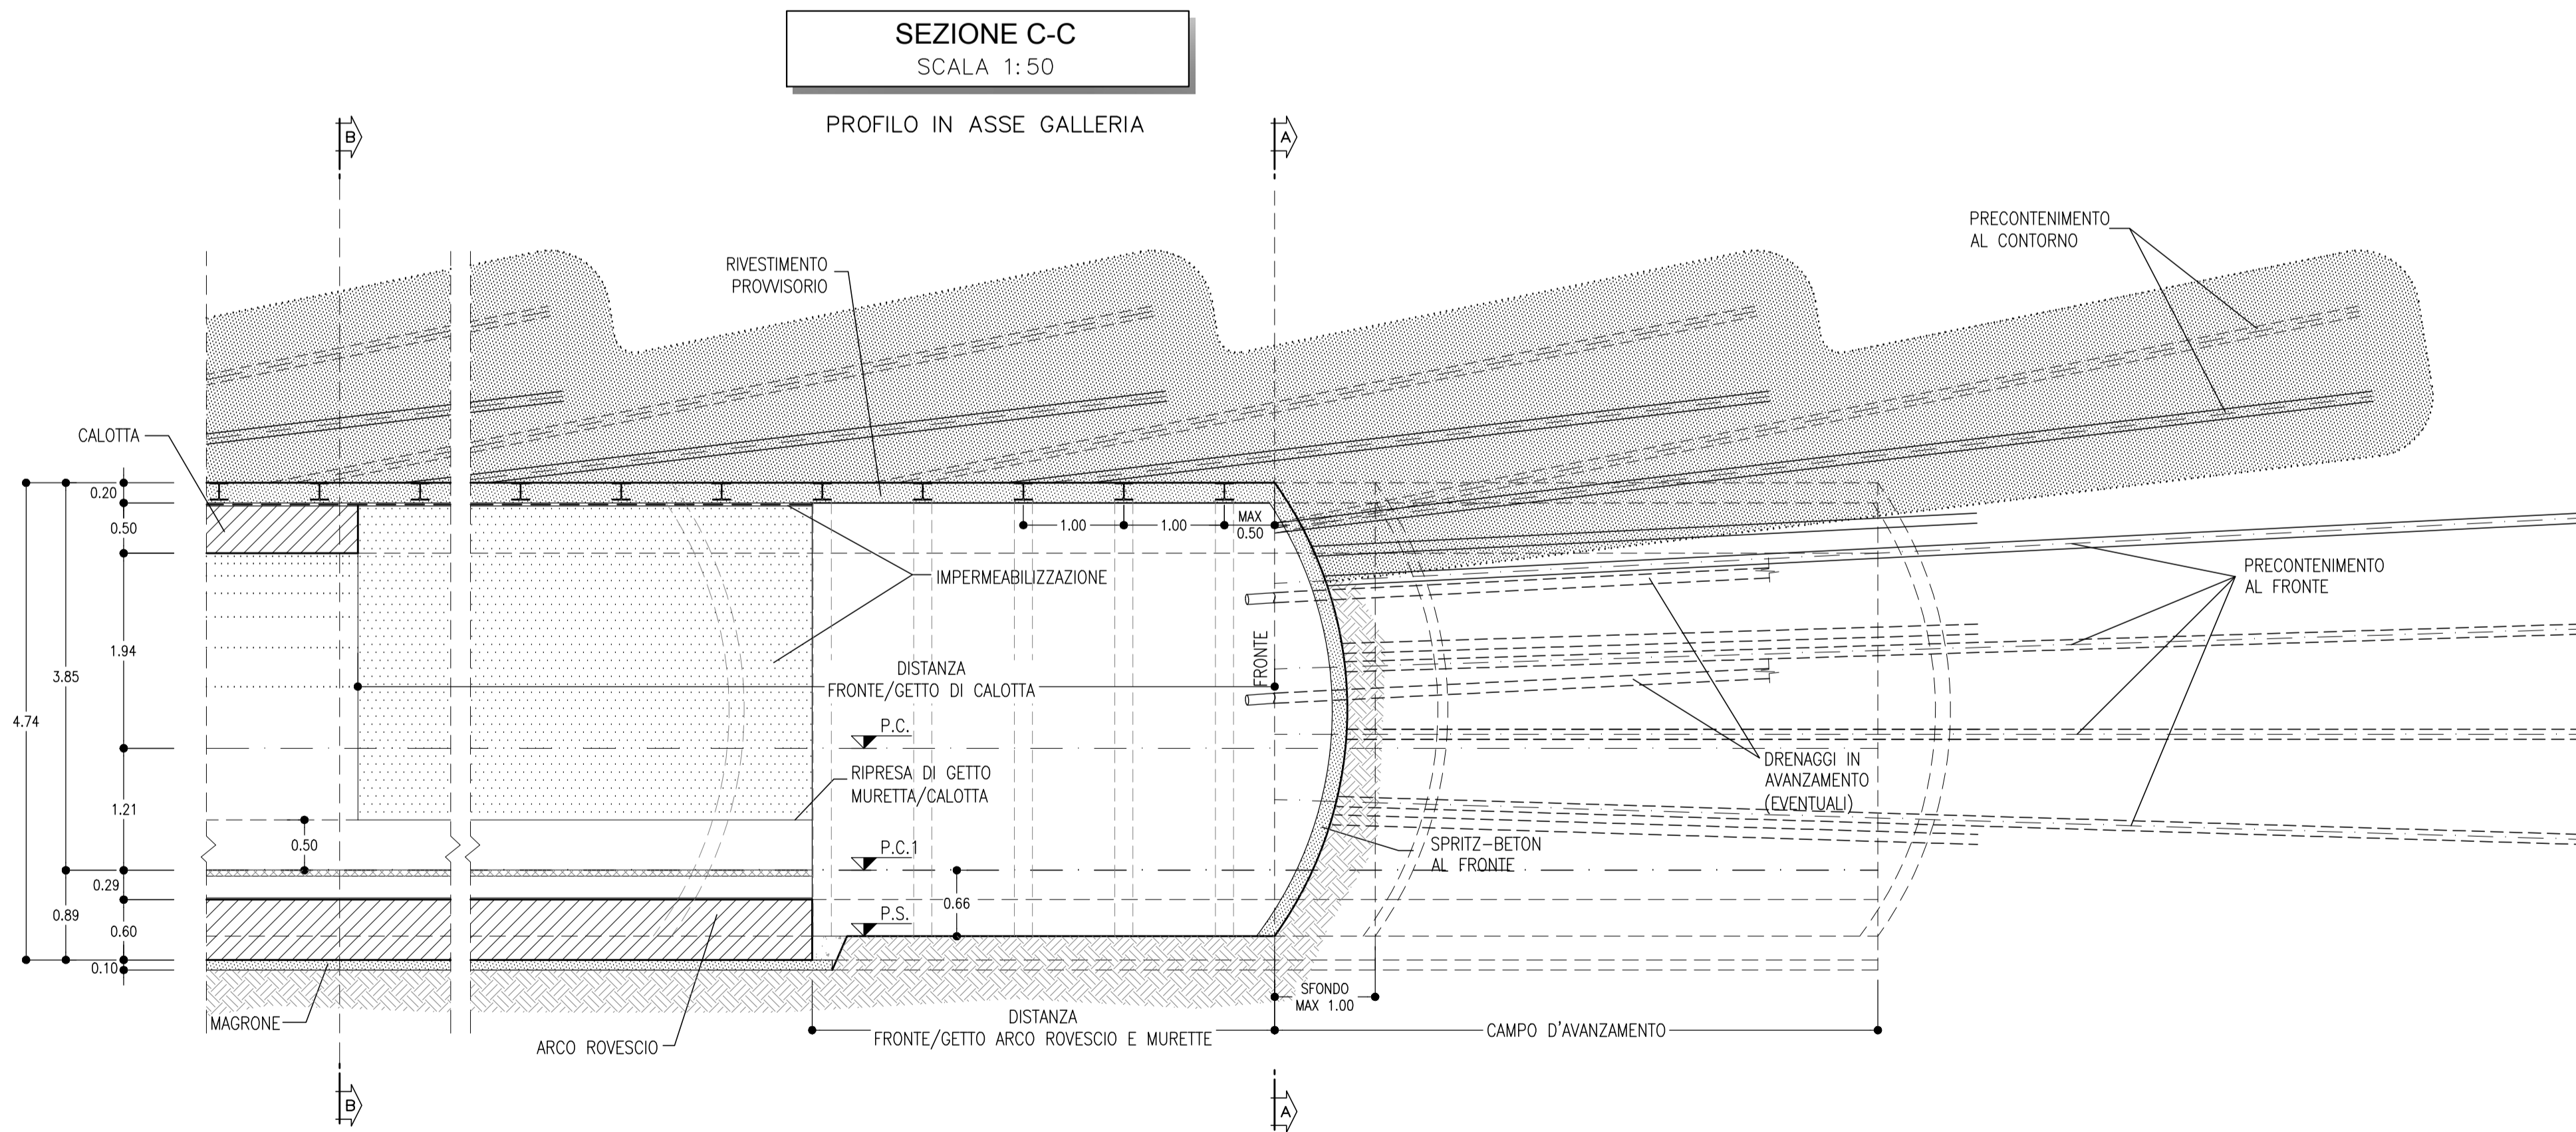 SEZIONE C-C
SCALA 1:50
PROFILO IN ASSE GALLERIA
B
A
PRECONTENIMENTO
AL CONTORNO
RIVESTIMENTO
PROVVISORIO
CALOTTA
0.20
0.50
1.00
1.00
MAX
0.50
IMPERMEABILIZZAZIONE
PRECONTENIMENTO
AL FRONTE
FRONTE
1.94
3.85
4.74
DISTANZA
FRONTE/GETTO DI CALOTTA
P.C.
DRENAGGI IN
AVANZAMENTO
(EVENTUALI)
RIPRESA DI GETTO
MURETTA/CALOTTA
1.21
0.50
P.C.1
SPRITZ-BETON
AL FRONTE
0.29
0.89
0.66
P.S.
0.60
0.10
SFONDO
MAX 1.00
MAGRONE
ARCO ROVESCIO
DISTANZA
FRONTE/GETTO ARCO ROVESCIO E MURETTE
CAMPO D'AVANZAMENTO
B
A